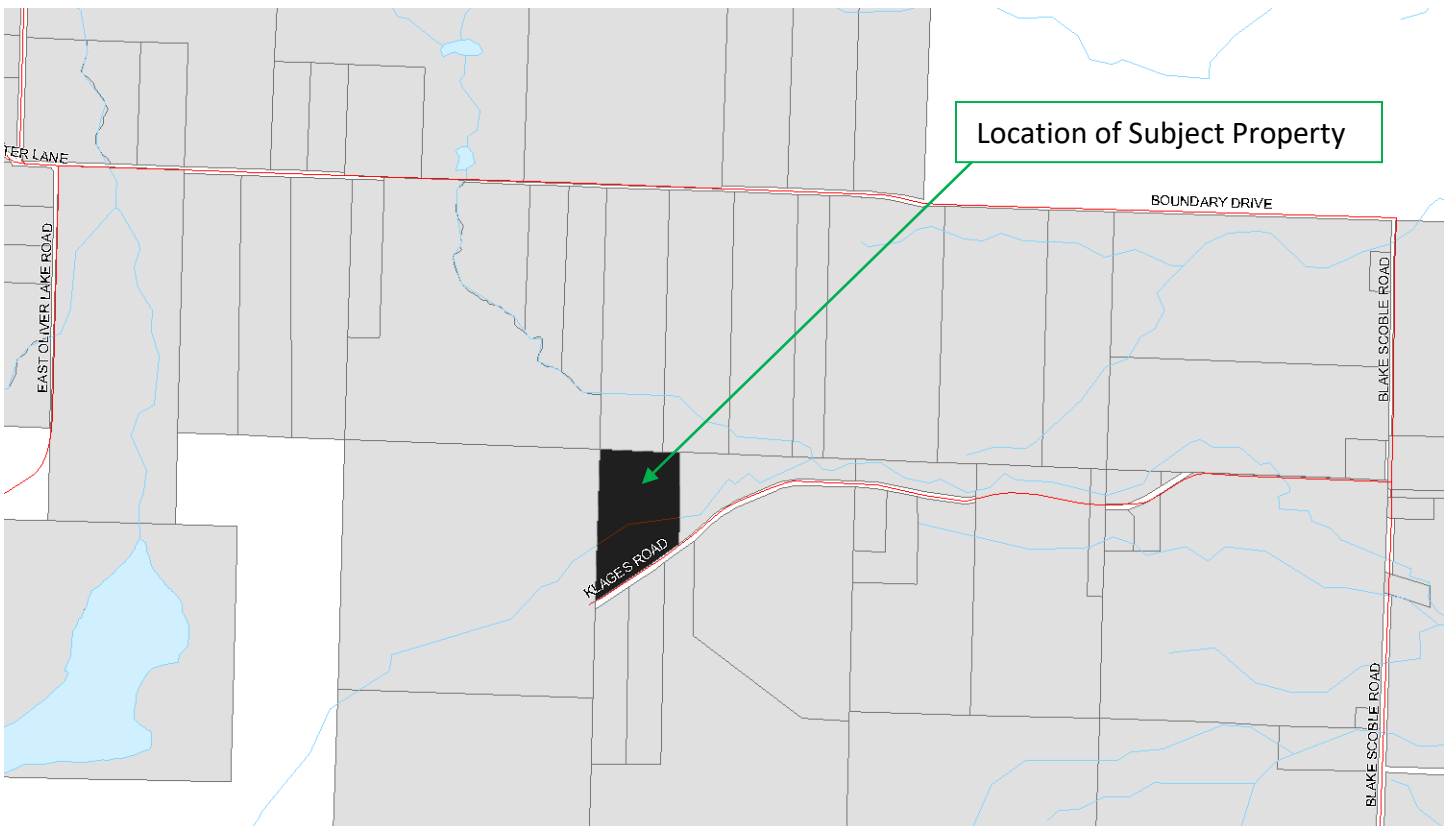 Location of Subject Property
TER LANE
BOUNDARY DRIVE
EAST OLIVER LAKE ROAD
BLAKE SCOBLE ROAD
KLAGES ROAD
BLAKE SCOBLE ROAD